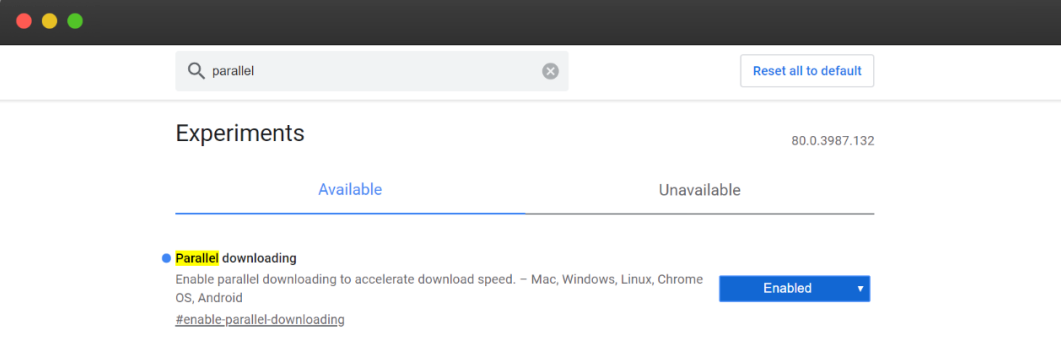 parallel
Reset all to default
Experiments
80.0.3987.132
Available
Unavailable
Parallel downloading
Enable parallel downloading to accelerate download speed. – Mac, Windows, Linux, Chrome
OS, Android
#enable-parallel-downloading
Enabled